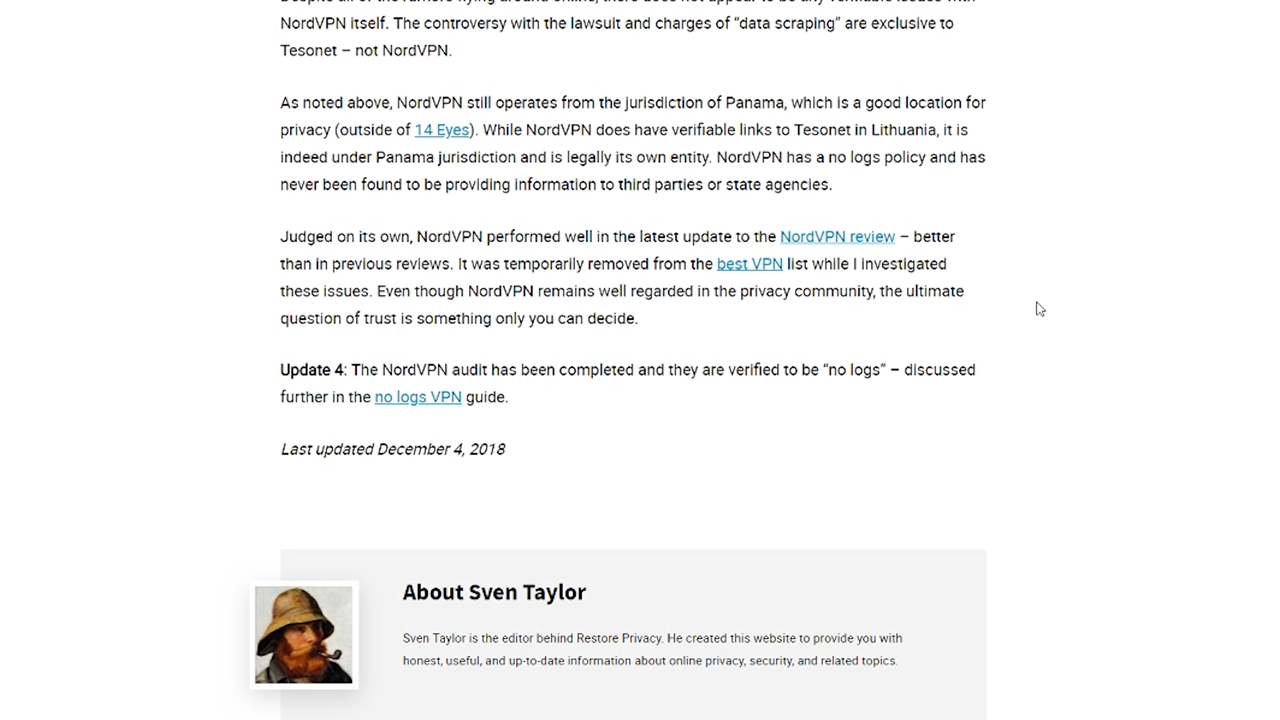 NordVPN itself. The controversy with the lawsuit and charges of “data scraping” are exclusive to
Tesonet – not NordVPN.
As noted above, NordVPN still operates from the jurisdiction of Panama, which is a good location for
privacy (outside of 14 Eyes). While NordVPN does have verifiable links to Tesonet in Lithuania, it is
indeed under Panama jurisdiction and is legally its own entity. NordVPN has a no logs policy and has
never been found to be providing information to third parties or state agencies.
Judged on its own, NordVPN performed well in the latest update to the NordVPN review – better
than in previous reviews. It was temporarily removed from the best VPN list while I investigated
these issues. Even though NordVPN remains well regarded in the privacy community, the ultimate
question of trust is something only you can decide.
Update 4: The NordVPN audit has been completed and they are verified to be “no logs” – discussed
further in the no logs VPN guide.
Last updated December 4, 2018
About Sven Taylor
Sven Taylor is the editor behind Restore Privacy. He created this website to provide you with
honest, useful, and up-to-date information about online privacy, security, and related topics.